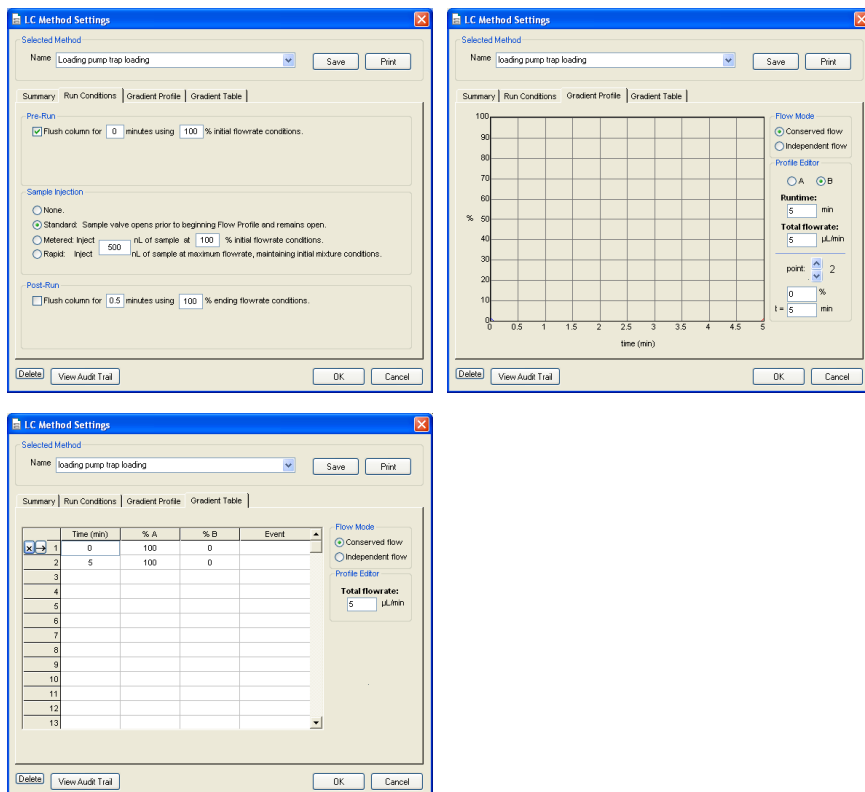 LC Method Settings
Selected Method
Name Loading pump trap loading Save Print
Summary Run Conditions Gradient Profile Gradient Table
Pre-Run
Flush column for 0 minutes using 100 % initial flowrate conditions.
Sample Injection
None.
Standard: Sample valve opens prior to beginning Flow Profile and remains open.
Metered: Inject 500 nL of sample at 100 % initial flowrate conditions.
Rapid: Inject nL of sample at maximum flowrate, maintaining initial mixture conditions.
Post-Run
Flush column for 0.5 minutes using 100 % ending flowrate conditions.
Delete View Audit Trail OK Cancel
LC Method Settings
Selected Method
Name loading pump trap loading Save Print
Summary Run Conditions Gradient Profile Gradient Table
100
90
80
70
60
% 50
40
30
20
10
0
0 0.5 1 1.5 2 2.5 3 3.5 4 4.5 5
time (min)
Flow Mode
Conserved flow
Independent flow
Profile Editor
A B
Runtime:
5 min
Total flowrate:
5 µL/min
point: 2
0 %
t = 5 min
Delete View Audit Trail OK Cancel
LC Method Settings
Selected Method
Name loading pump trap loading Save Print
Summary Run Conditions Gradient Profile Gradient Table
Time (min) % A % B Event
1 0 100 0
2 5 100 0
3
4
5
6
7
8
9
10
11
12
13
Flow Mode
Conserved flow
Independent flow
Profile Editor
Total flowrate:
5 µL/min
Delete View Audit Trail OK Cancel